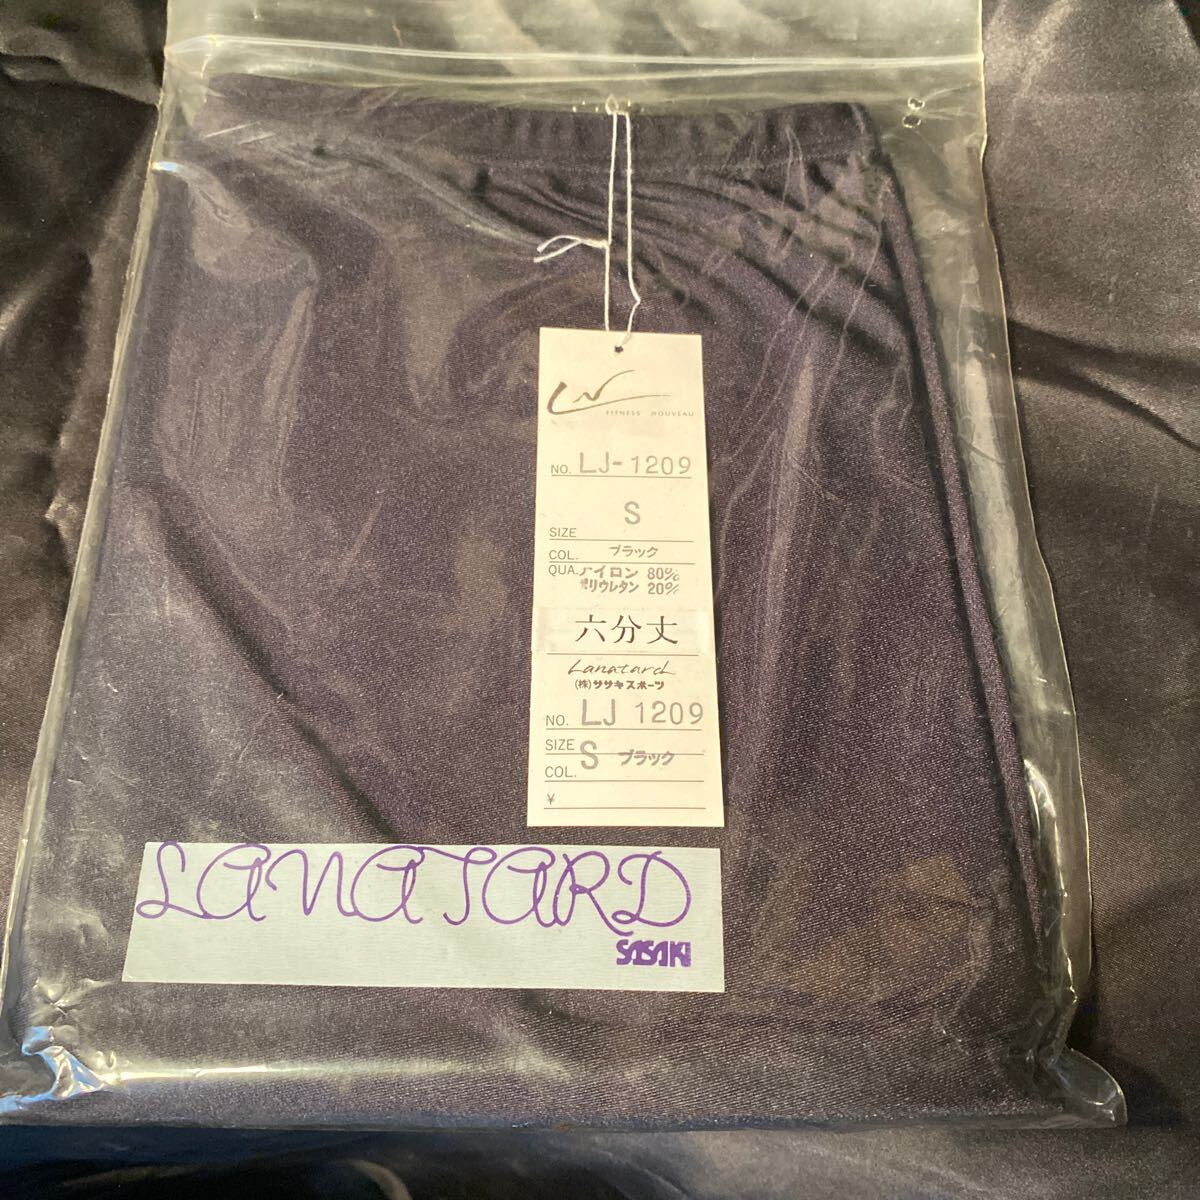 LN
FITNESS NOUVEAU
NO. LJ-1209
SIZE S
COL. ブラック
QUA. ナイロン 80%
ポリウレタン 20%
六分丈
Lanatard
(株)ササキスポーツ
NO. LJ 1209
SIZE S
COL. ブラック
¥
LANATARD
SASAKI